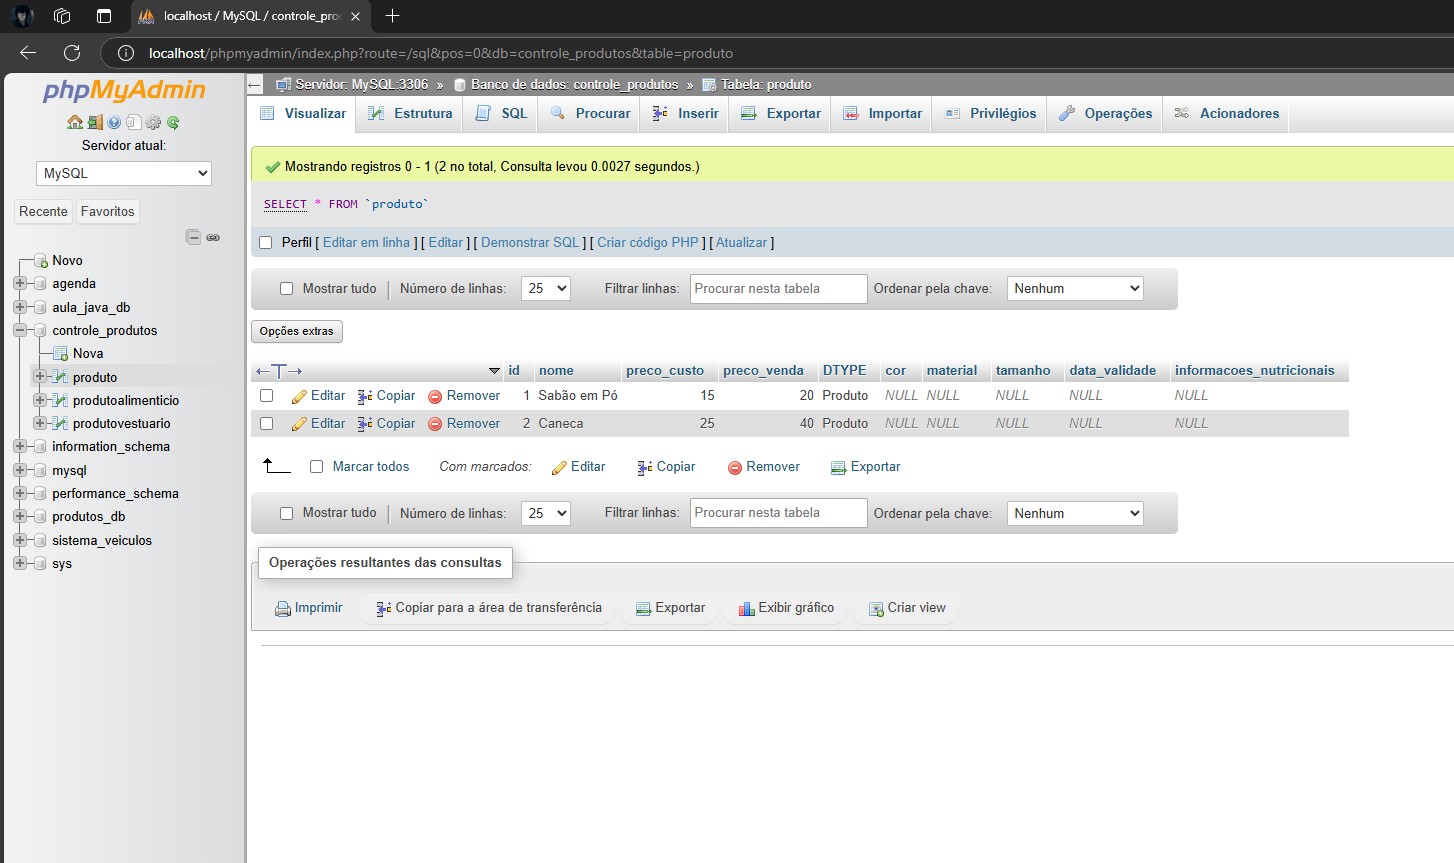 localhost / MySQL / controle_pro
localhost/phpmyadmin/index.php?route=/sql&pos=0&db=controle_produtos&table=produto
phpMyAdmin
Servidor atual:
MySQL
Recente Favoritos
Novo
agenda
aula_java_db
controle_produtos
Nova
produto
produtoalimenticio
produtovestuario
information_schema
mysql
performance_schema
produtos_db
sistema_veiculos
sys
Servidor: MySQL:3306 » Banco de dados: controle_produtos » Tabela: produto
Visualizar Estrutura SQL Procurar Inserir Exportar Importar Privilégios Operações Acionadores
Mostrando registros 0 - 1 (2 no total, Consulta levou 0.0027 segundos.)
SELECT * FROM `produto`
Perfil [ Editar em linha ] [ Editar ] [ Demonstrar SQL ] [ Criar código PHP ] [ Atualizar ]
Mostrar tudo | Número de linhas: 25 Filtrar linhas: Procurar nesta tabela Ordenar pela chave: Nenhum
Opções extras
←T→ id nome preco_custo preco_venda DTYPE cor material tamanho data_validade informacoes_nutricionais
Editar Copiar Remover 1 Sabão em Pó 15 20 Produto NULL NULL NULL NULL NULL
Editar Copiar Remover 2 Caneca 25 40 Produto NULL NULL NULL NULL NULL
Marcar todos Com marcados: Editar Copiar Remover Exportar
Mostrar tudo | Número de linhas: 25 Filtrar linhas: Procurar nesta tabela Ordenar pela chave: Nenhum
Operações resultantes das consultas
Imprimir Copiar para a área de transferência Exportar Exibir gráfico Criar view